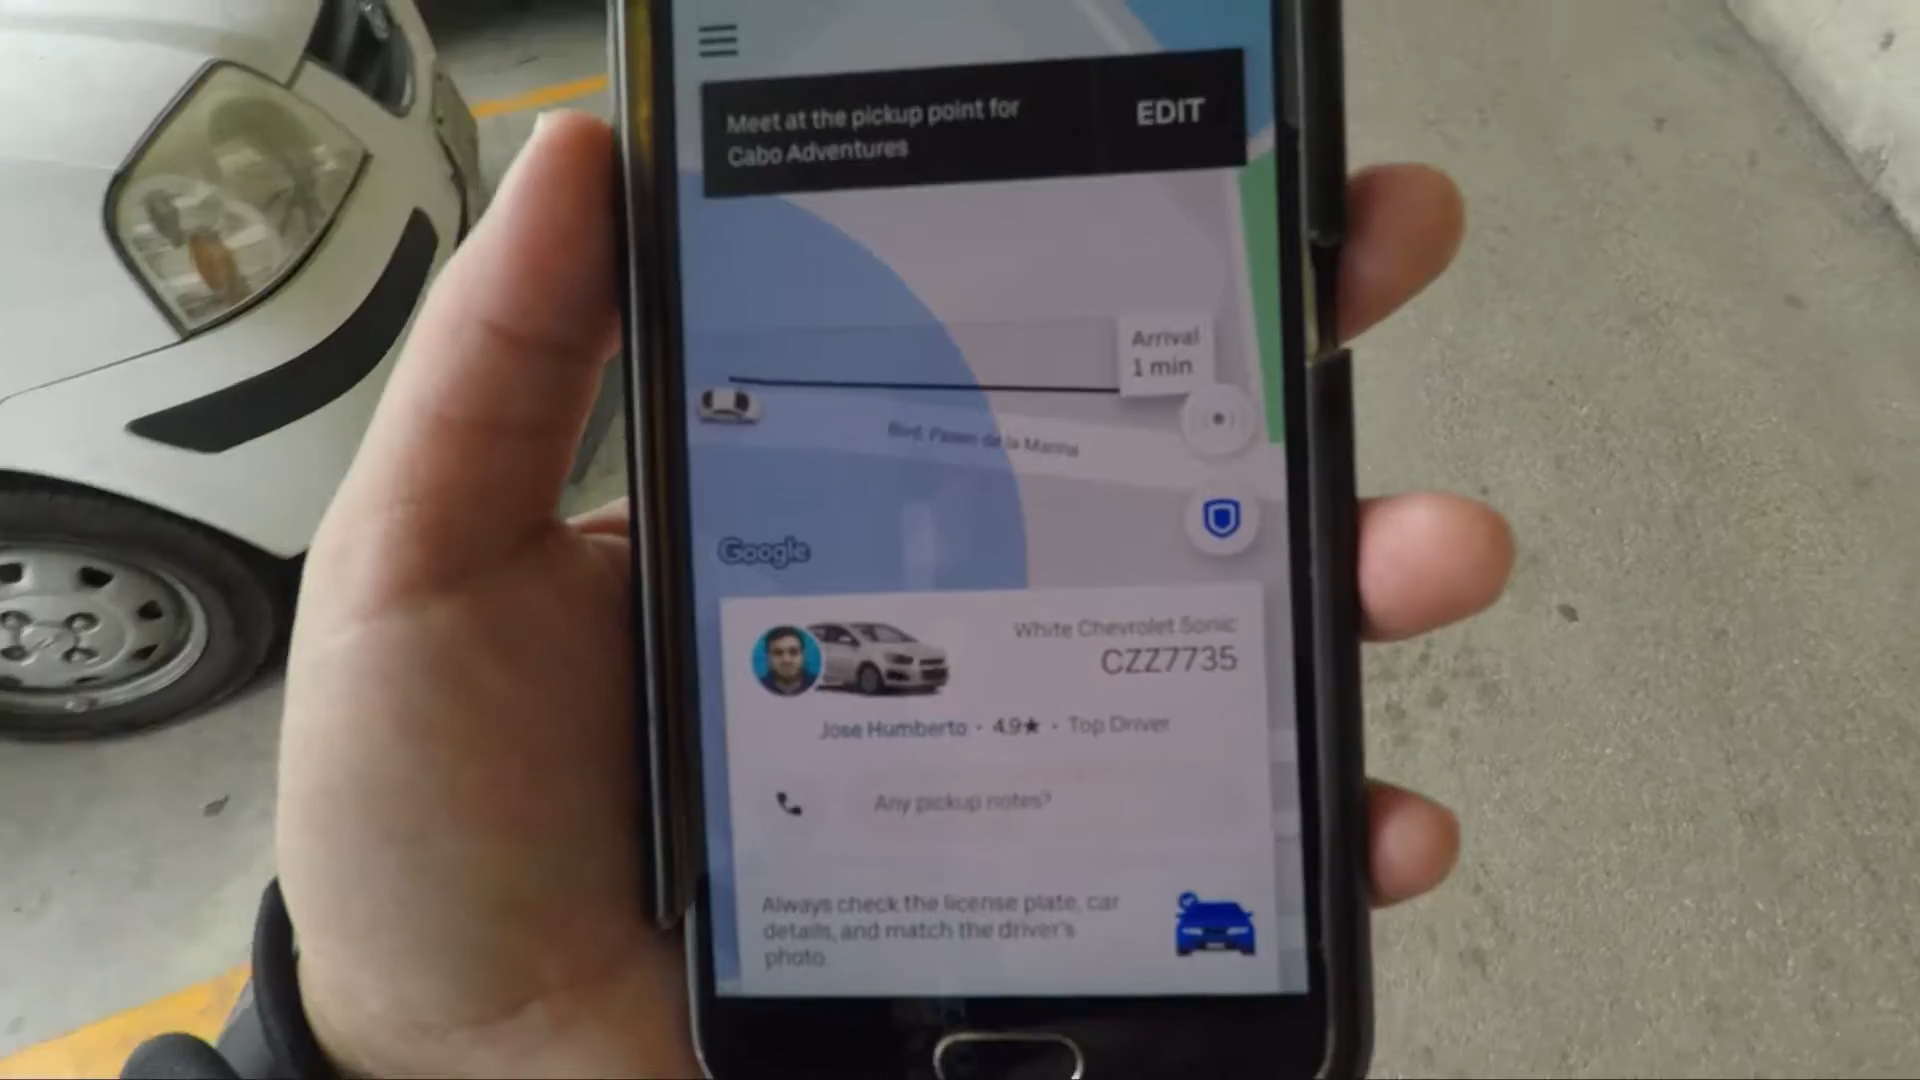 Meet at the pickup point for
Cabo Adventures
EDIT
Arrival
1 min
Blvd. Paseo de la Marina
Google
White Chevrolet Sonic
CZZ7735
Jose Humberto · 4.9★ · Top Driver
Any pickup notes?
Always check the license plate, car
details, and match the driver's
photo.